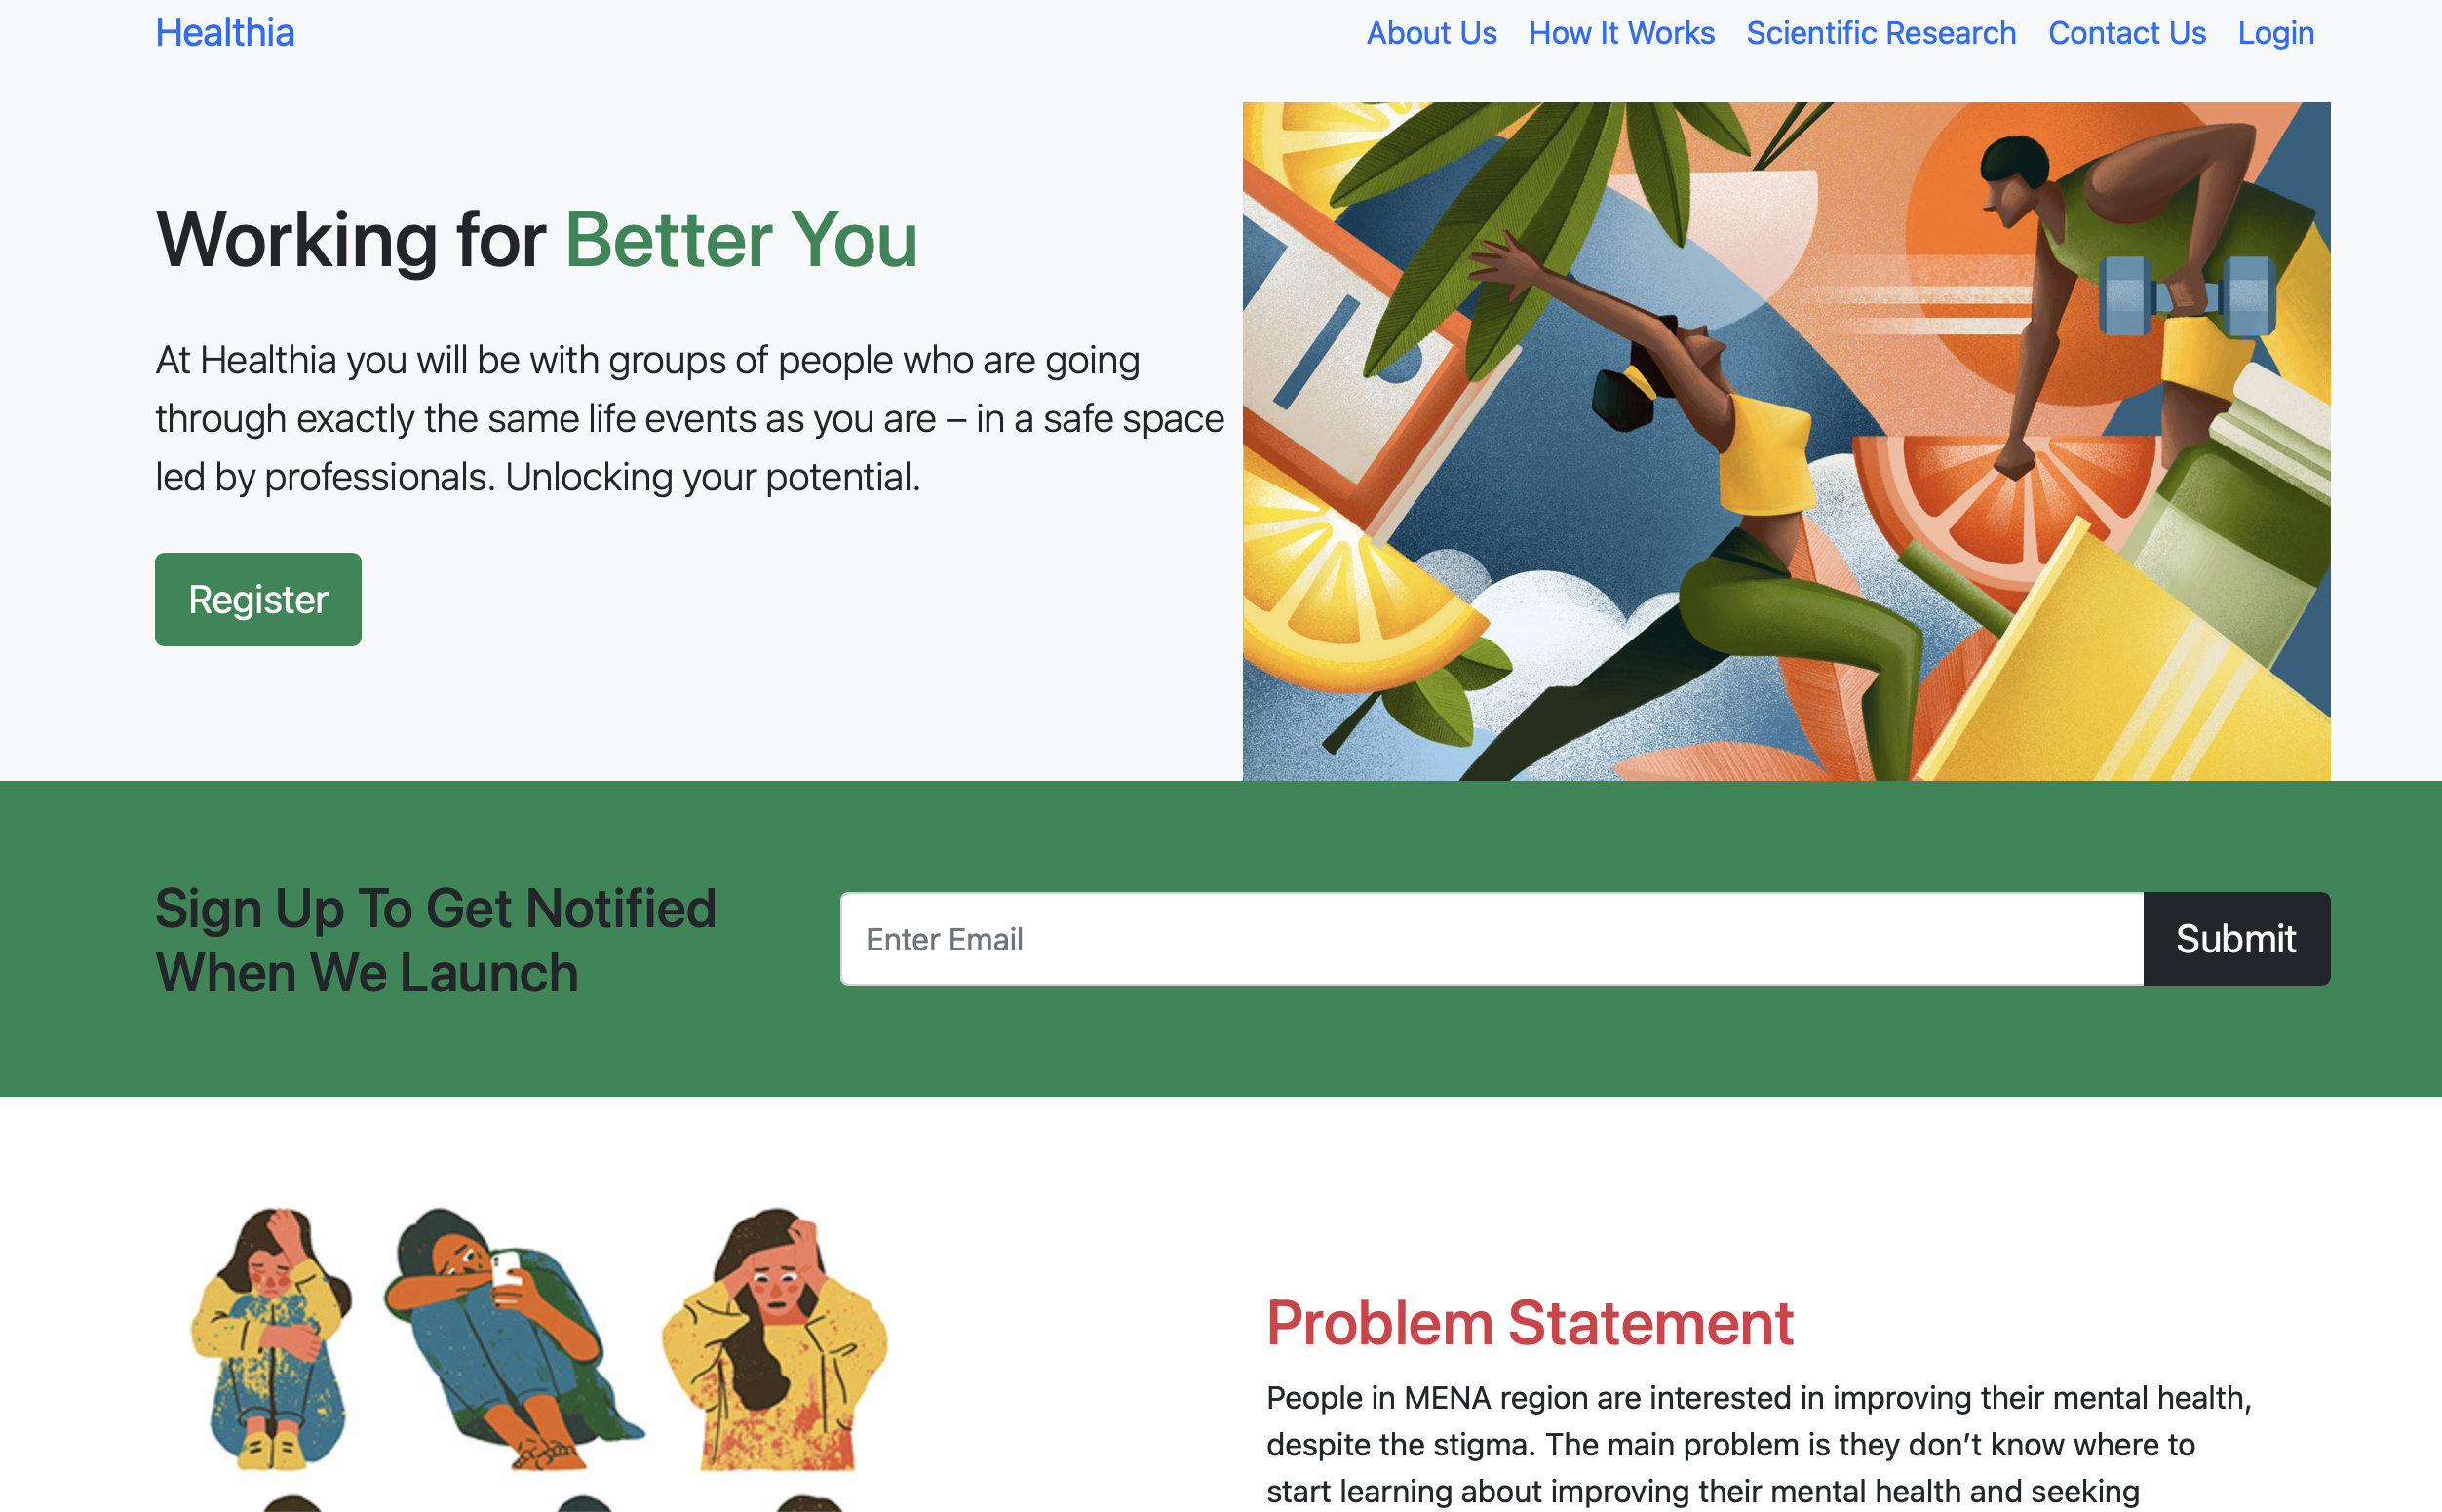 Healthia
About Us How It Works Scientific Research Contact Us Login
Working for Better You
At Healthia you will be with groups of people who are going
through exactly the same life events as you are – in a safe space
led by professionals. Unlocking your potential.
Register
Sign Up To Get Notified
When We Launch
Enter Email
Submit
Problem Statement
People in MENA region are interested in improving their mental health,
despite the stigma. The main problem is they don’t know where to
start learning about improving their mental health and seeking